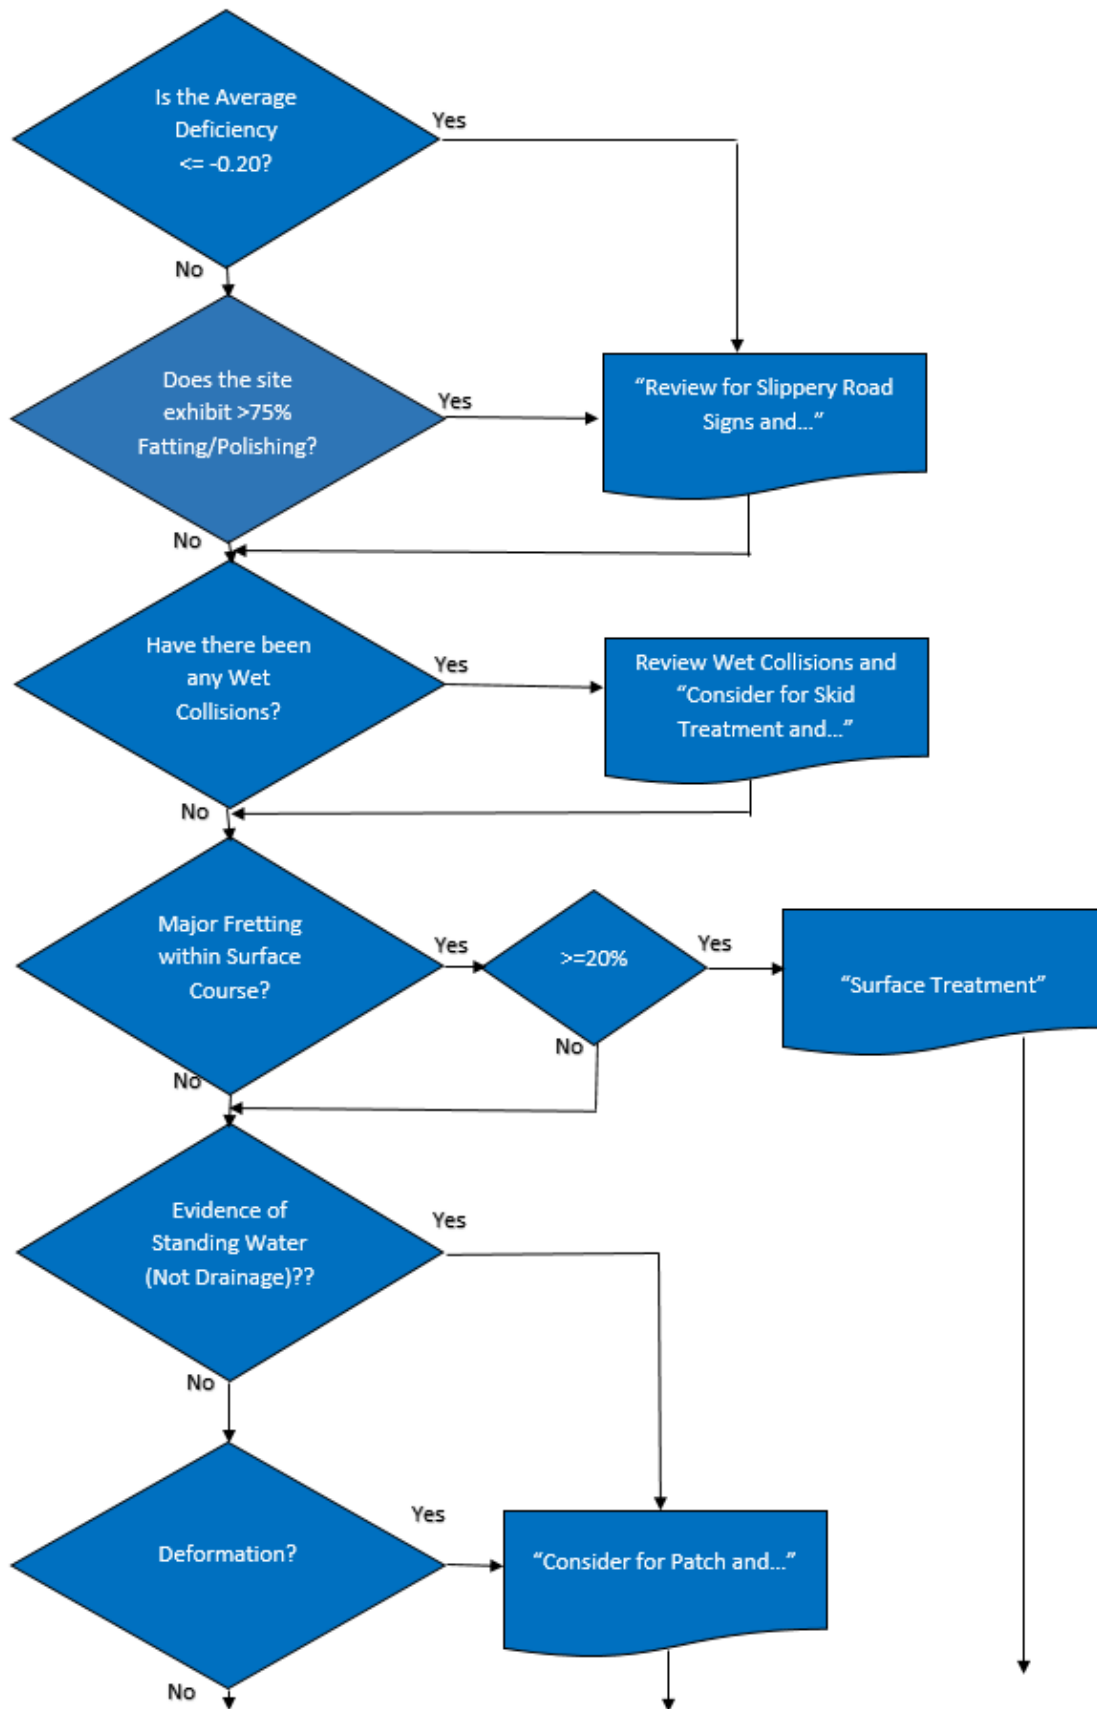 Is the Average
Deficiency
<= -0.20?
Yes
No
Does the site
exhibit >75%
Fatting/Polishing?
Yes
“Review for Slippery Road
Signs and...”
No
Have there been
any Wet
Collisions?
Yes
Review Wet Collisions and
“Consider for Skid
Treatment and...”
No
Major Fretting
within Surface
Course?
Yes
>=20%
Yes
“Surface Treatment”
No
No
Evidence of
Standing Water
(Not Drainage)??
Yes
No
Deformation?
Yes
“Consider for Patch and...”
No